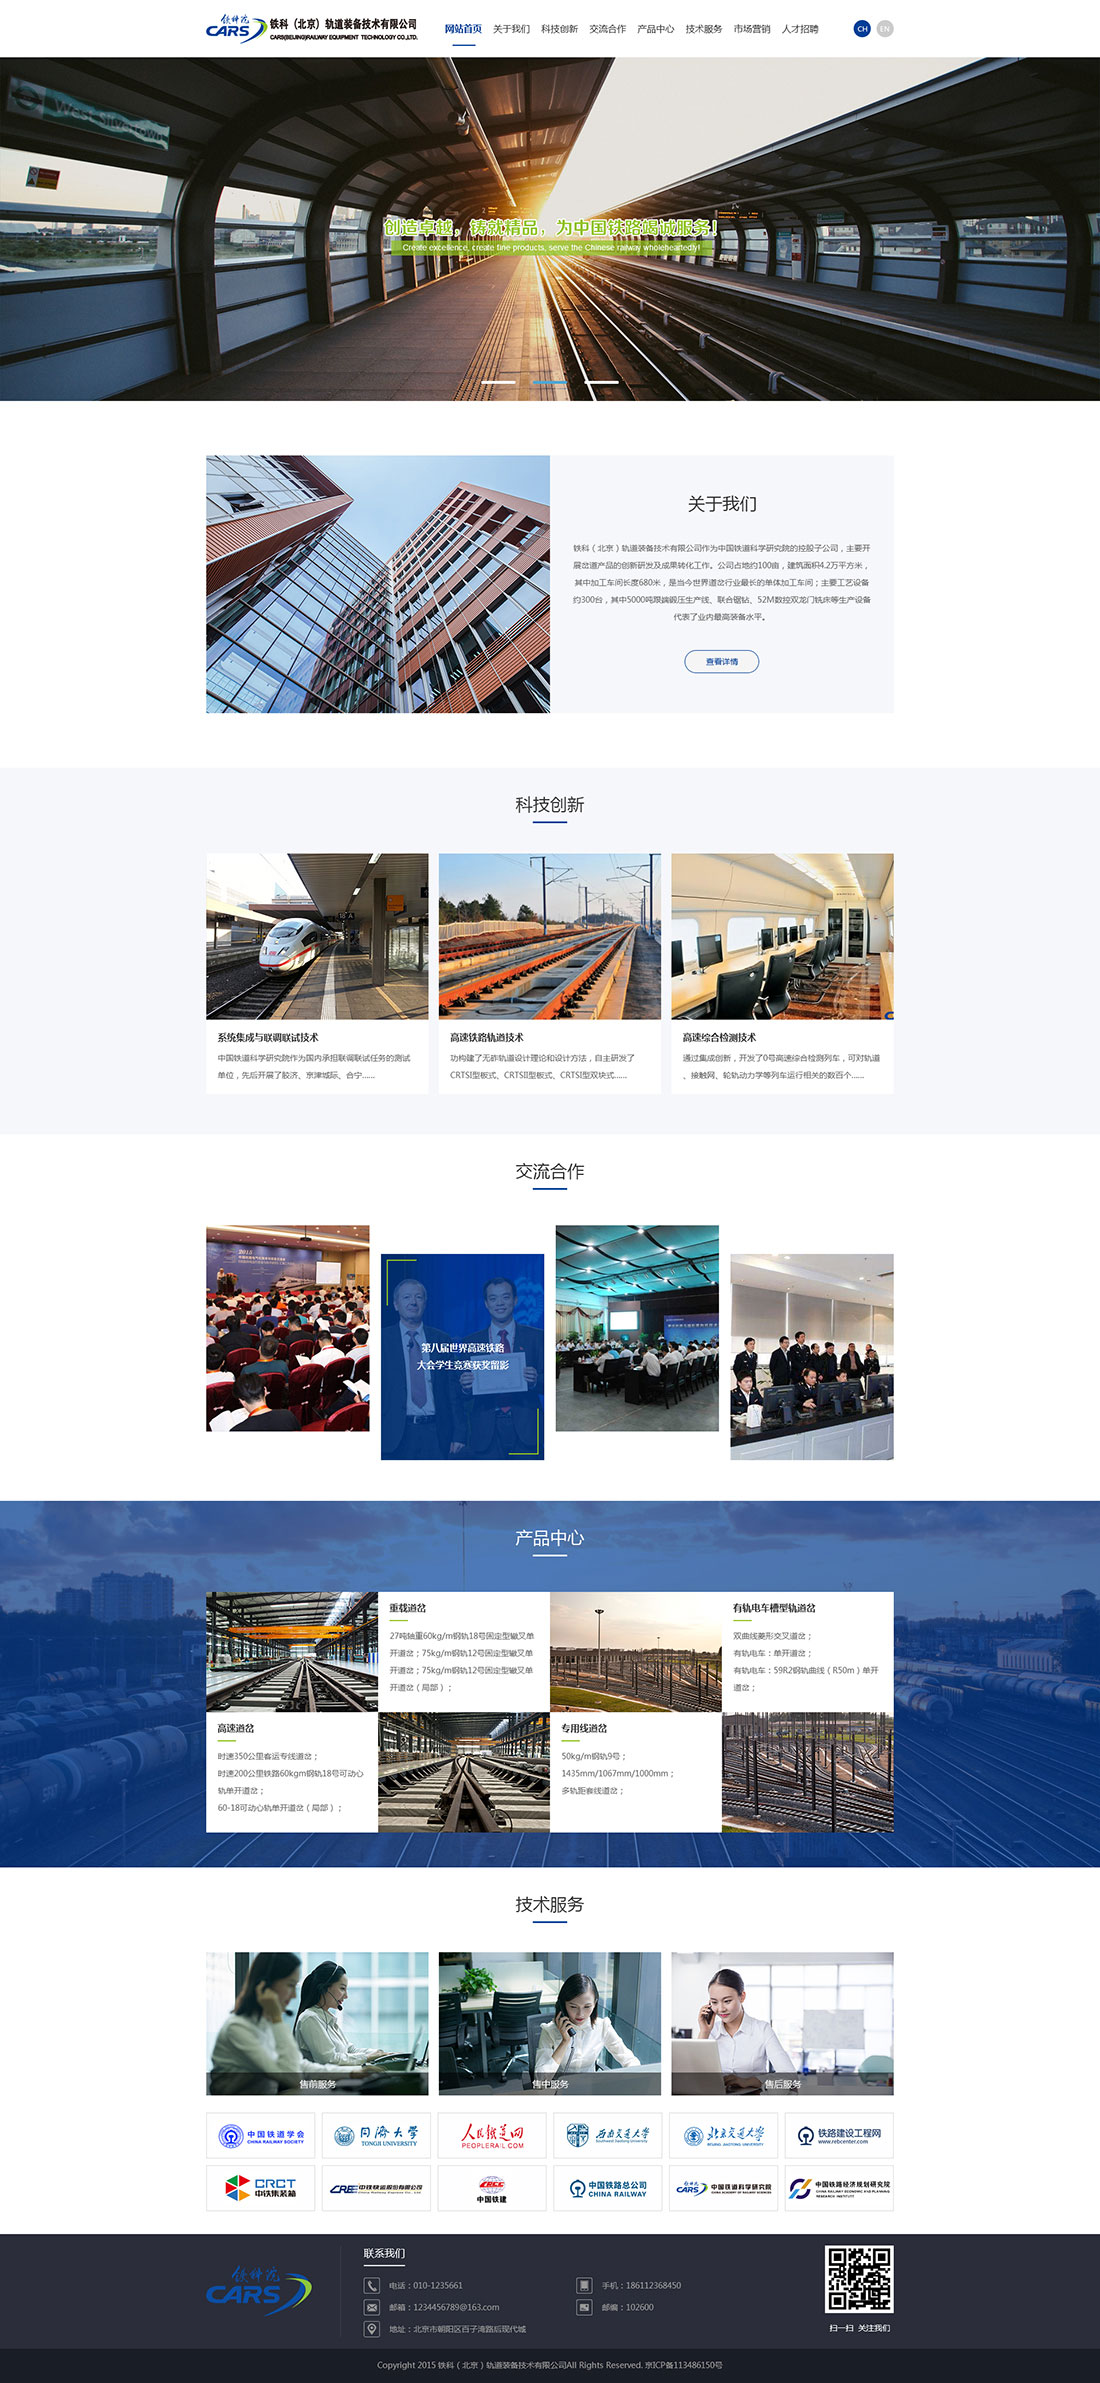 铁科院
CARS
铁科（北京）轨道装备技术有限公司
CARS(BEIJING)RAILWAY EQUIPMENT TECHNOLOGY CO.,LTD.
网站首页 关于我们 科技创新 交流合作 产品中心 技术服务 市场营销 人才招聘
CH EN
West Silvertown
创造卓越，铸就精品，为中国铁路竭诚服务！
Create excellence, create fine products, serve the Chinese railway wholeheartedly!
关于我们
铁科（北京）轨道装备技术有限公司作为中国铁道科学研究院的控股子公司，主要开
展岔道产品的创新研发及成果转化工作。公司占地约100亩，建筑面积4.2万平方米，
其中加工车间长度680米，是当今世界道岔行业最长的单体加工车间；主要工艺设备
约300台，其中5000吨跟端锻压生产线、联合锯钻、52M数控双龙门铣床等生产设备
代表了业内最高装备水平。
查看详情
科技创新
系统集成与联调联试技术
中国铁道科学研究院作为国内承担联调联试任务的测试
单位，先后开展了胶济、京津城际、合宁......
高速铁路轨道技术
功构建了无砟轨道设计理论和设计方法，自主研发了
CRTSI型板式、CRTSII型板式、CRTSI型双块式......
高速综合检测技术
通过集成创新，开发了0号高速综合检测列车，可对轨道
、接触网、轮轨动力学等列车运行相关的数百个......
交流合作
2015
第八届世界高速铁路
大会学生竞赛获奖留影
产品中心
重载道岔
27吨轴重60kg/m钢轨18号固定型辙叉单
开道岔；75kg/m钢轨12号固定型辙叉单
开道岔；75kg/m钢轨12号固定型辙叉单
开道岔（局部）；
有轨电车槽型轨道岔
双曲线菱形交叉道岔；
有轨电车：单开道岔；
有轨电车：59R2钢轨曲线（R50m）单开
道岔；
高速道岔
时速350公里客运专线道岔；
时速200公里铁路60kgm钢轨18号可动心
轨单开道岔；
60-18可动心轨单开道岔（局部）；
专用线道岔
50kg/m钢轨9号；
1435mm/1067mm/1000mm；
多轨距套线道岔；
技术服务
售前服务
售中服务
售后服务
中国铁道学会
CHINA RAILWAY SOCIETY
同济大学
TONGJI UNIVERSITY
人民铁道网
PEOPLERAIL.COM
西南交通大学
Southwest Jiaotong University
北京交通大学
BEIJING JIAOTONG UNIVERSITY
铁路建设工程网
www.rebcenter.com
CRCT
中铁集装箱
CRE 中铁快运股份有限公司
China Railway Express Co., Ltd
CRCC
中国铁建
中国铁路总公司
CHINA RAILWAY
铁科院
CARS
中国铁道科学研究院
CHINA ACADEMY OF RAILWAY SCIENCES
中国铁路经济规划研究院
CHINA RAILWAY ECONOMIC AND PLANNING
RESEARCH INSTITUTE
铁科院
CARS
联系我们
电话：010-1235661
手机：186112368450
邮箱：1234456789@163.com
邮编：102600
地址：北京市朝阳区百子湾路后现代城
扫一扫 关注我们
Copyright 2015 铁科（北京）轨道装备技术有限公司All Rights Reserved. 京ICP备113486150号